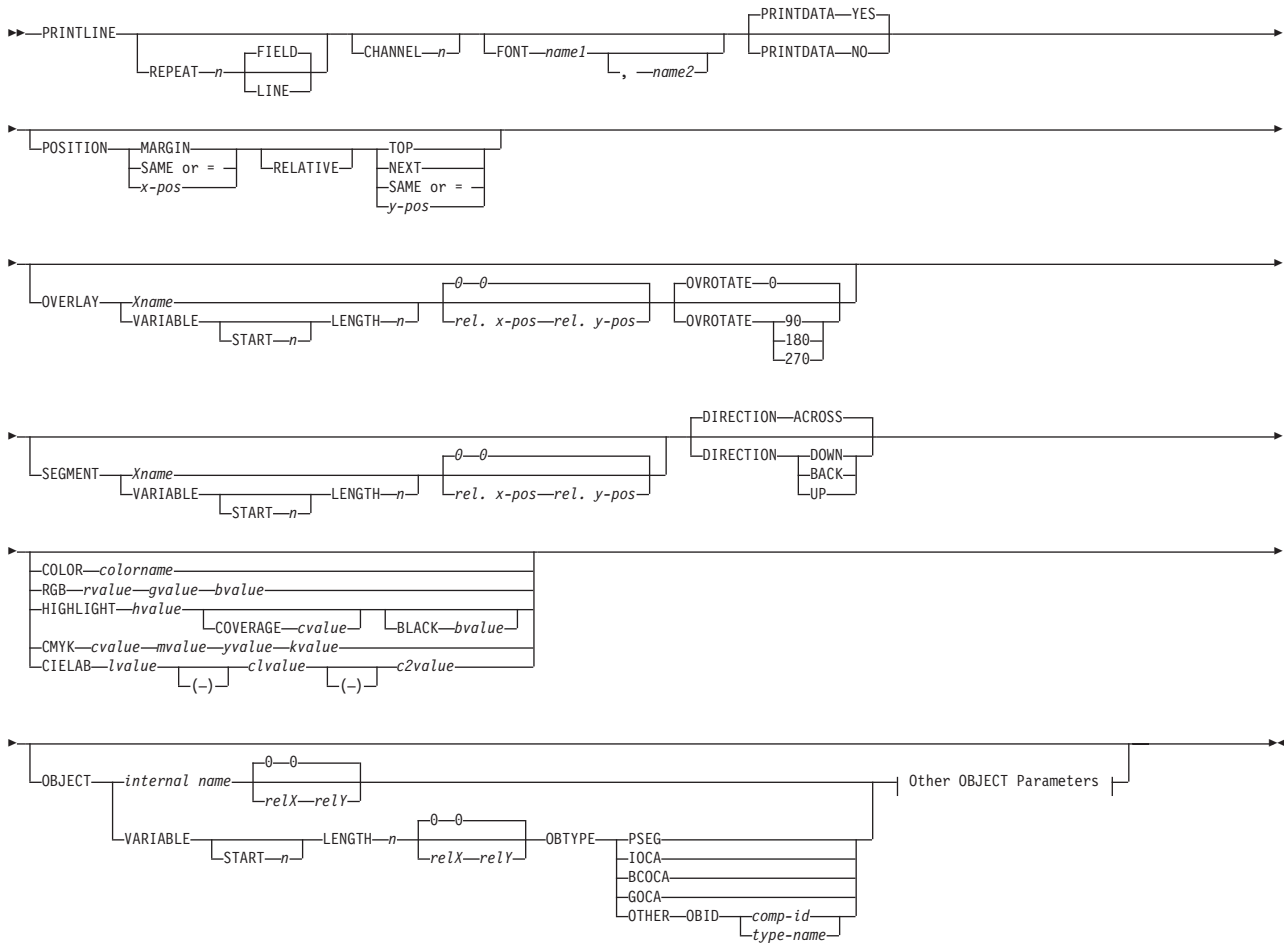 PRINTDATA YES
PRINTLINE REPEAT n FIELD CHANNEL n FONT name1 PRINTDATA NO
LINE , name2
POSITION MARGIN RELATIVE TOP
SAME or = NEXT
x-pos SAME or =
y-pos
0 0 OVROTATE 0
OVERLAY Xname rel. x-pos rel. y-pos OVROTATE 90
VARIABLE START n LENGTH n 180
270
DIRECTION ACROSS
0 0 DIRECTION DOWN
SEGMENT Xname rel. x-pos rel. y-pos BACK
VARIABLE START n LENGTH n UP
COLOR colorname
RGB rvalue gvalue bvalue
HIGHLIGHT hvalue COVERAGE cvalue BLACK bvalue
CMYK cvalue mvalue yvalue kvalue
CIELAB lvalue (—) c1value (—) c2value
0 0
OBJECT internal name relX relY Other OBJECT Parameters
0 0
VARIABLE START n LENGTH n relX relY OBTYPE PSEG
IOCA
BCOCA
GOCA
OTHER OBID comp-id
type-name